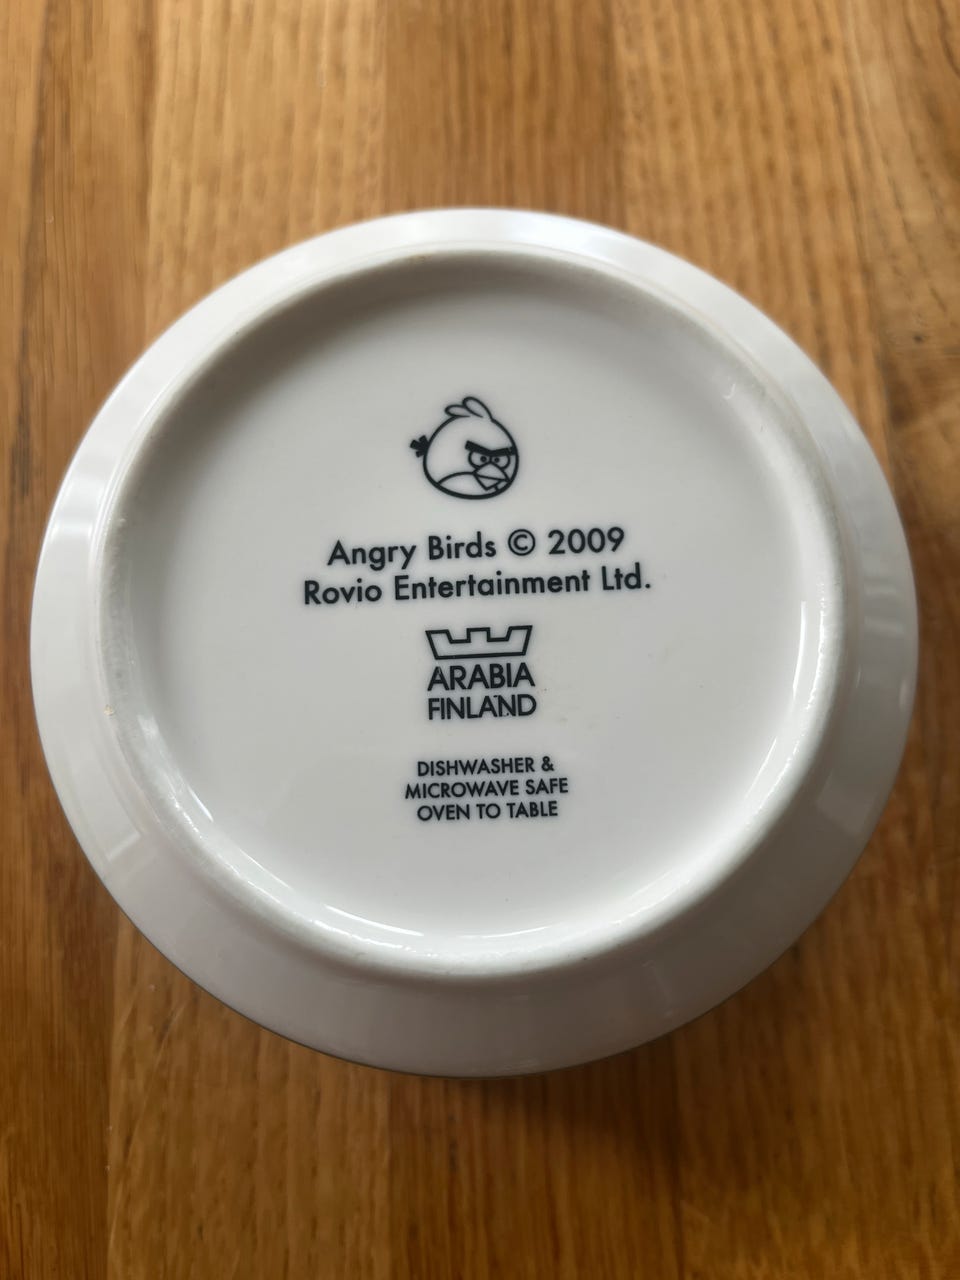 Angry Birds © 2009
Rovio Entertainment Ltd.
ARABIA
FINLAND
DISHWASHER &
MICROWAVE SAFE
OVEN TO TABLE